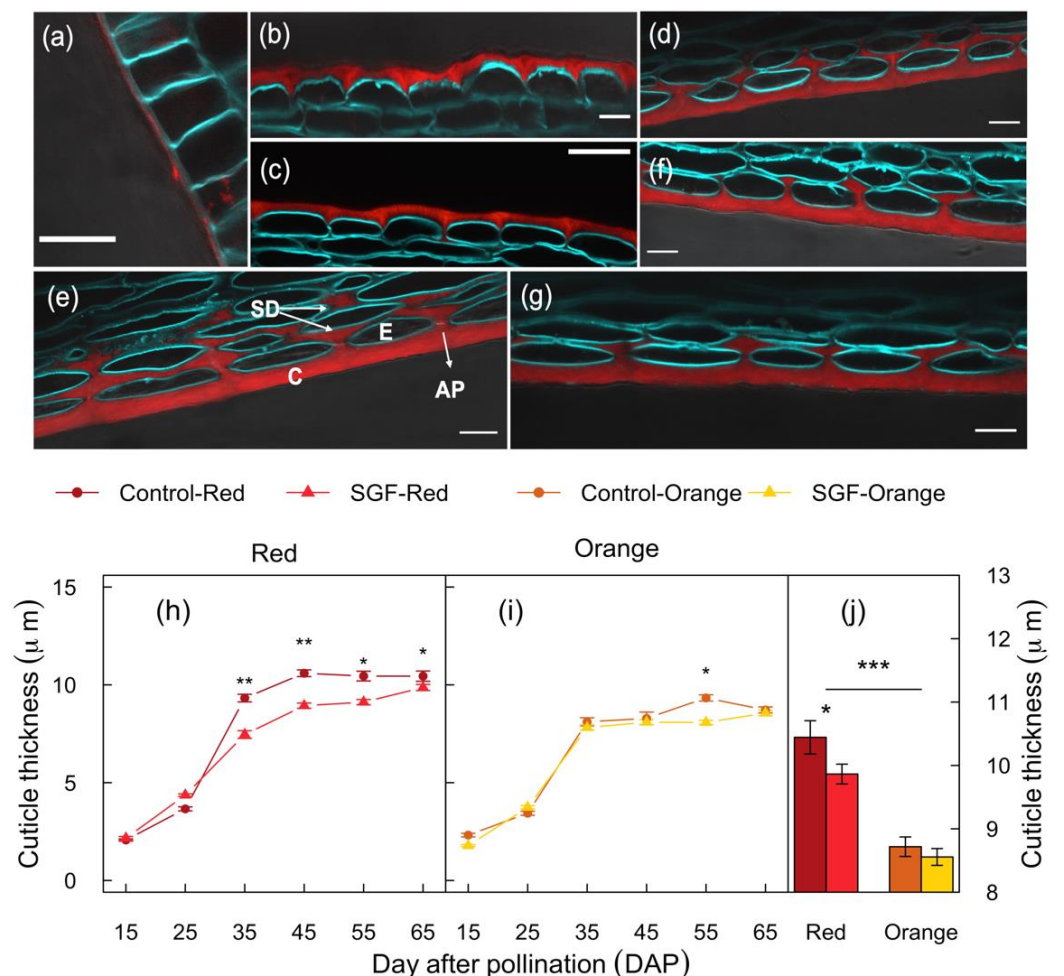 (a)
(b)
(d)
(c)
(f)
(e)
SD
E
C
AP
(g)
Control-Red
SGF-Red
Control-Orange
SGF-Orange
Red
Orange
(h)
(i)
(j)
Cuticle thickness (μ m)
15
10
5
0
**
**
*
*
*
***
*
13
12
11
10
9
8
Cuticle thickness (μ m)
15 25 35 45 55 65
15 25 35 45 55 65
Red Orange
Day after pollination (DAP)